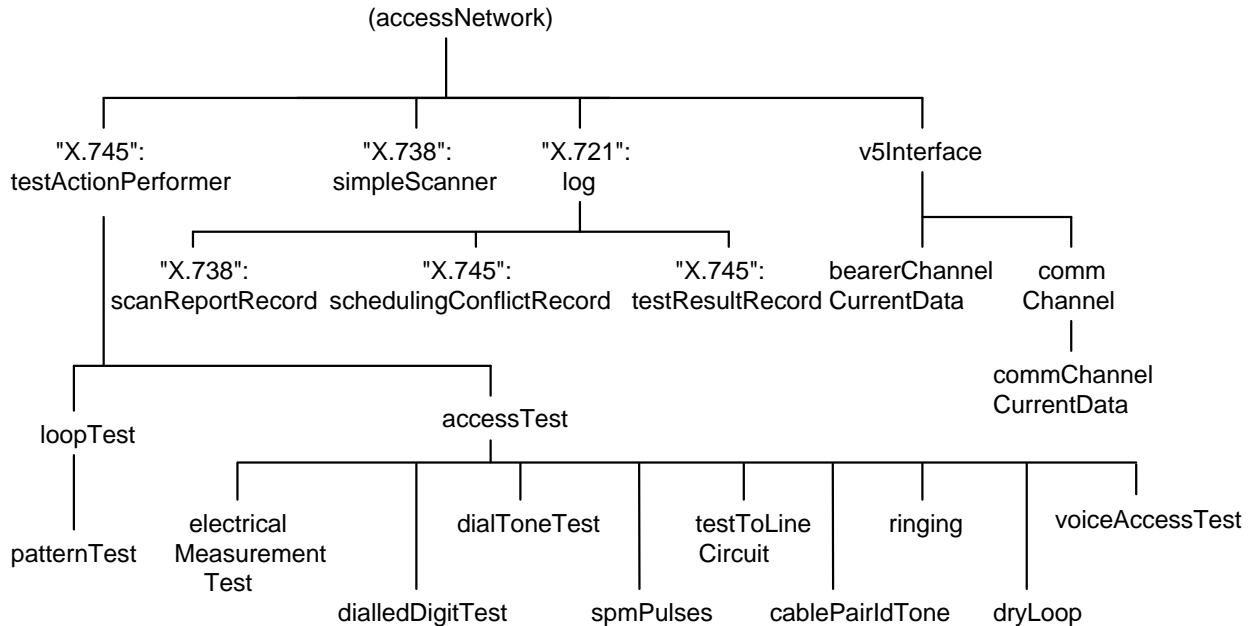 (accessNetwork)
"X.745":
testActionPerformer
"X.738":
simpleScanner
"X.721":
log
v5Interface
"X.738":
scanReportRecord
"X.745":
schedulingConflictRecord
"X.745":
testResultRecord
bearerChannel
CurrentData
comm
Channel
commChannel
CurrentData
loopTest
accessTest
patternTest
electrical
Measurement
Test
dialledDigitTest
dialToneTest
spmPulses
testToLine
Circuit
cablePairIdTone
ringing
dryLoop
voiceAccessTest